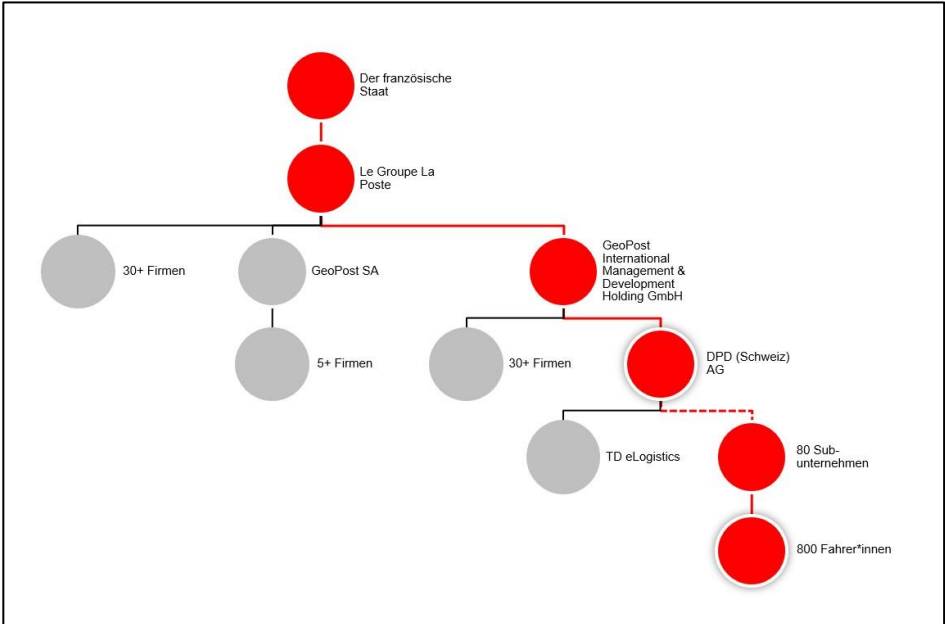 Der französische
Staat
Le Groupe La
Poste
30+ Firmen
GeoPost SA
GeoPost
International
Management &
Development
Holding GmbH
5+ Firmen
30+ Firmen
DPD (Schweiz)
AG
TD eLogistics
80 Sub-
unternehmen
800 Fahrer*innen